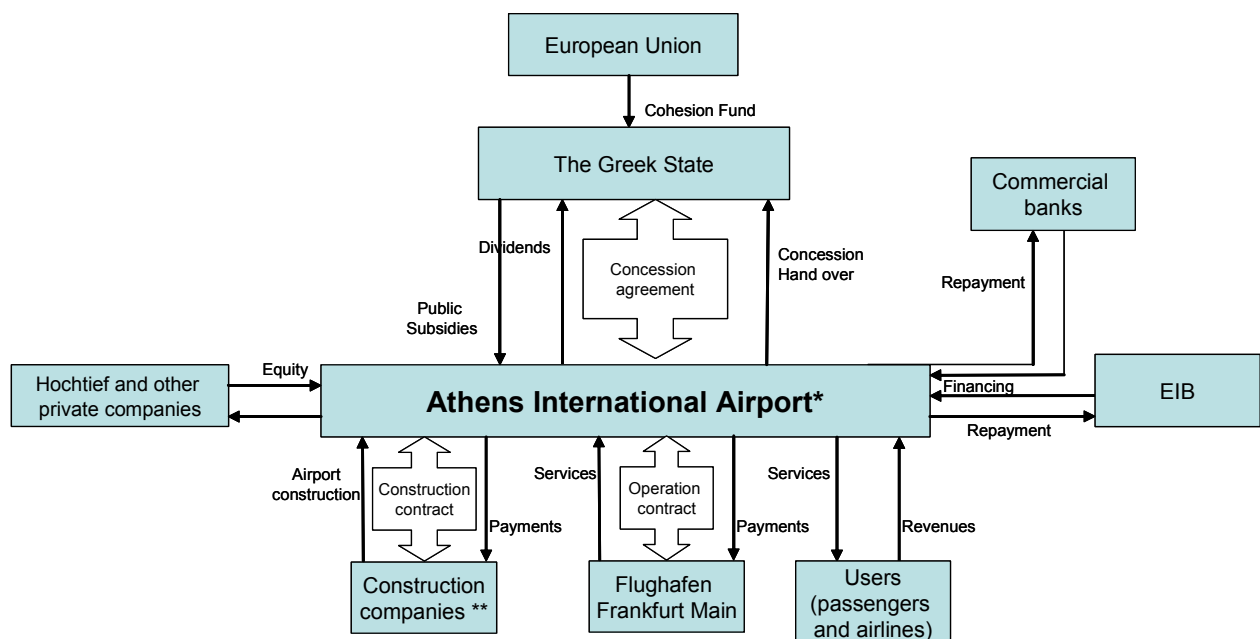 European Union
Cohesion Fund
The Greek State
Commercial
banks
Dividends
Concession
agreement
Concession
Hand over
Repayment
Public
Subsidies
Hochtief and other
private companies
Equity
Athens International Airport*
Financing
EIB
Repayment
Airport
construction
Construction
contract
Payments
Services
Operation
contract
Payments
Services
Revenues
Construction
companies **
Flughafen
Frankfurt Main
Users
(passengers
and airlines)